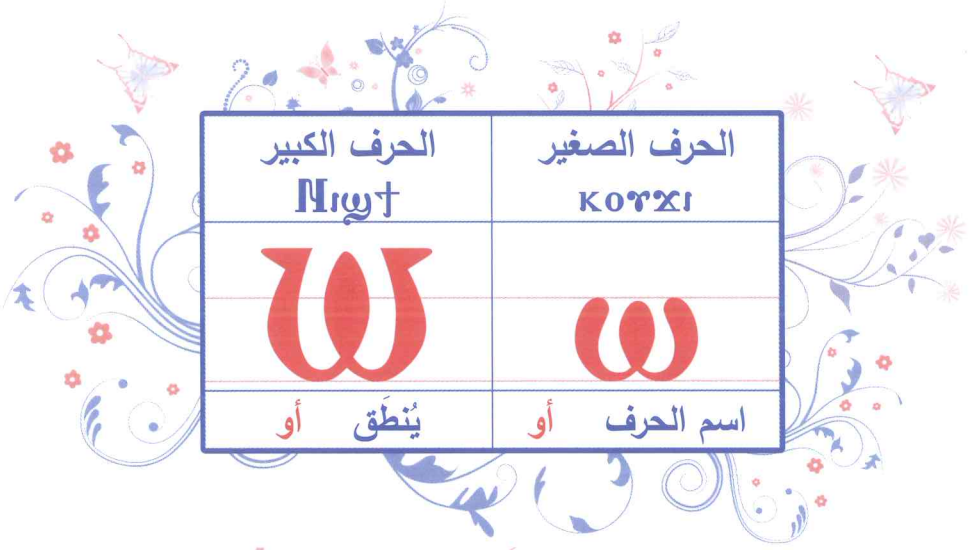 الحرف الصغير الحرف الكبير
ⲕⲟⲩϫⲓ Ⲛⲓϣϯ
ⲱ Ⲱ
اسم الحرف أو يُنطَق أو